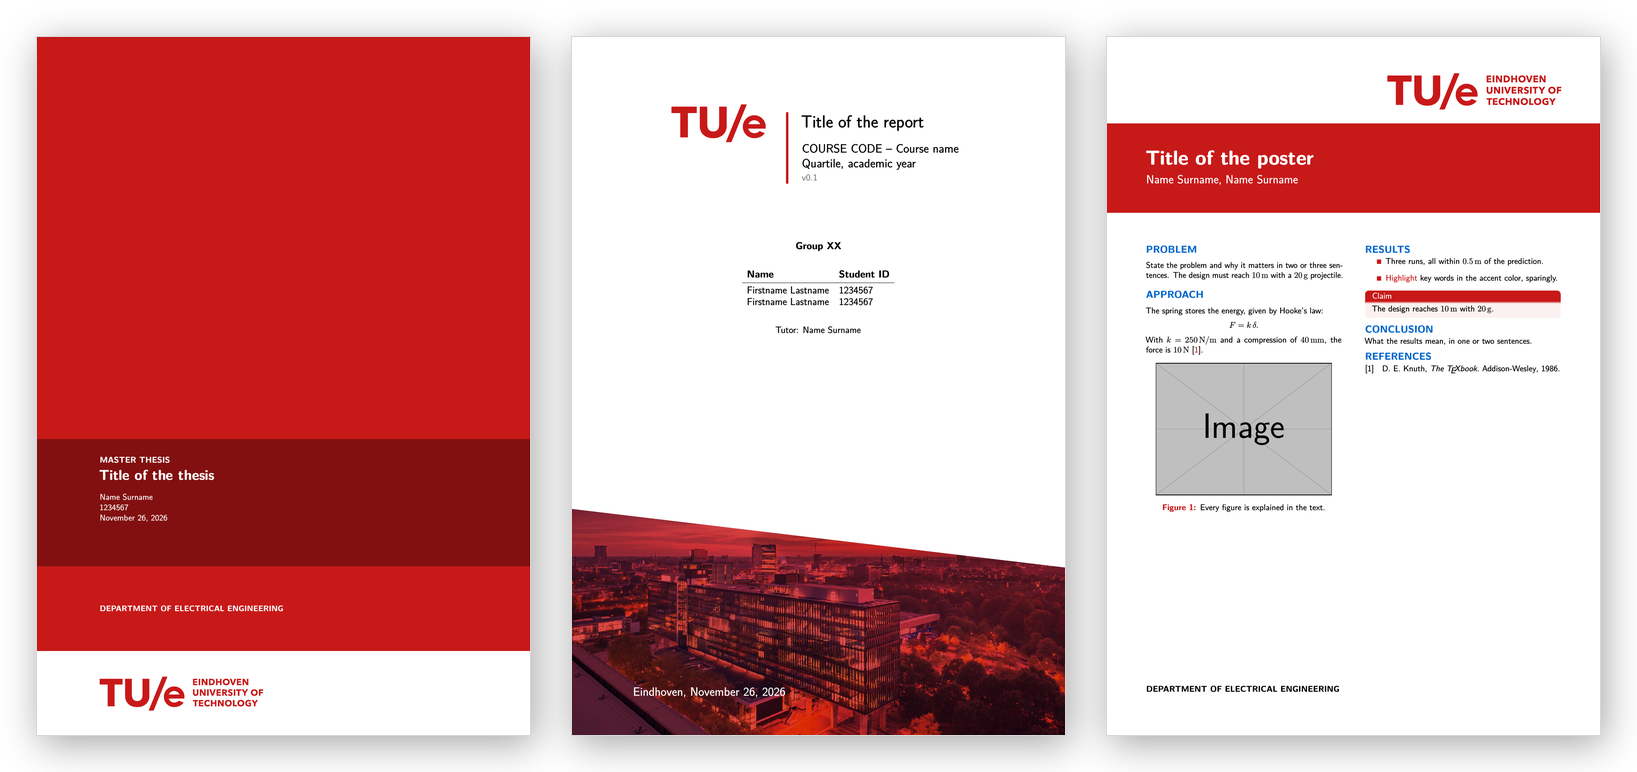 MASTER THESIS
Title of the thesis
Name Surname
1234567
November 26, 2026
DEPARTMENT OF ELECTRICAL ENGINEERING
TU/e EINDHOVEN
UNIVERSITY OF
TECHNOLOGY
TU/e
Title of the report
COURSE CODE – Course name
Quartile, academic year
v0.1
Group XX
Name Student ID
Firstname Lastname 1234567
Firstname Lastname 1234567
Tutor: Name Surname
Eindhoven, November 26, 2026
TU/e EINDHOVEN
UNIVERSITY OF
TECHNOLOGY
Title of the poster
Name Surname, Name Surname
PROBLEM
State the problem and why it matters in two or three sen-
tences. The design must reach 10 m with a 20 g projectile.
APPROACH
The spring stores the energy, given by Hooke's law:
F = k δ.
With k = 250 N/m and a compression of 40 mm, the
force is 10 N [1].
Image
Figure 1: Every figure is explained in the text.
RESULTS
Three runs, all within 0.5 m of the prediction.
Highlight key words in the accent color, sparingly.
Claim
The design reaches 10 m with 20 g.
CONCLUSION
What the results mean, in one or two sentences.
REFERENCES
[1] D. E. Knuth, The TEXbook. Addison-Wesley, 1986.
DEPARTMENT OF ELECTRICAL ENGINEERING